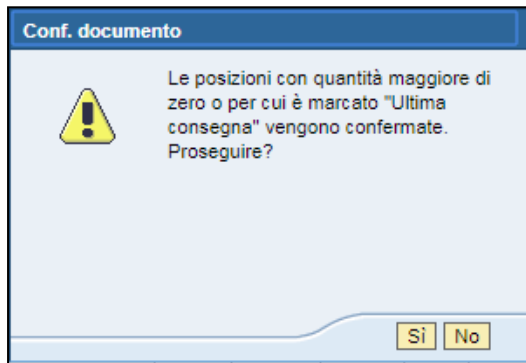 Conf. documento
Le posizioni con quantità maggiore di
zero o per cui è marcato "Ultima
consegna" vengono confermate.
Proseguire?
Sì No